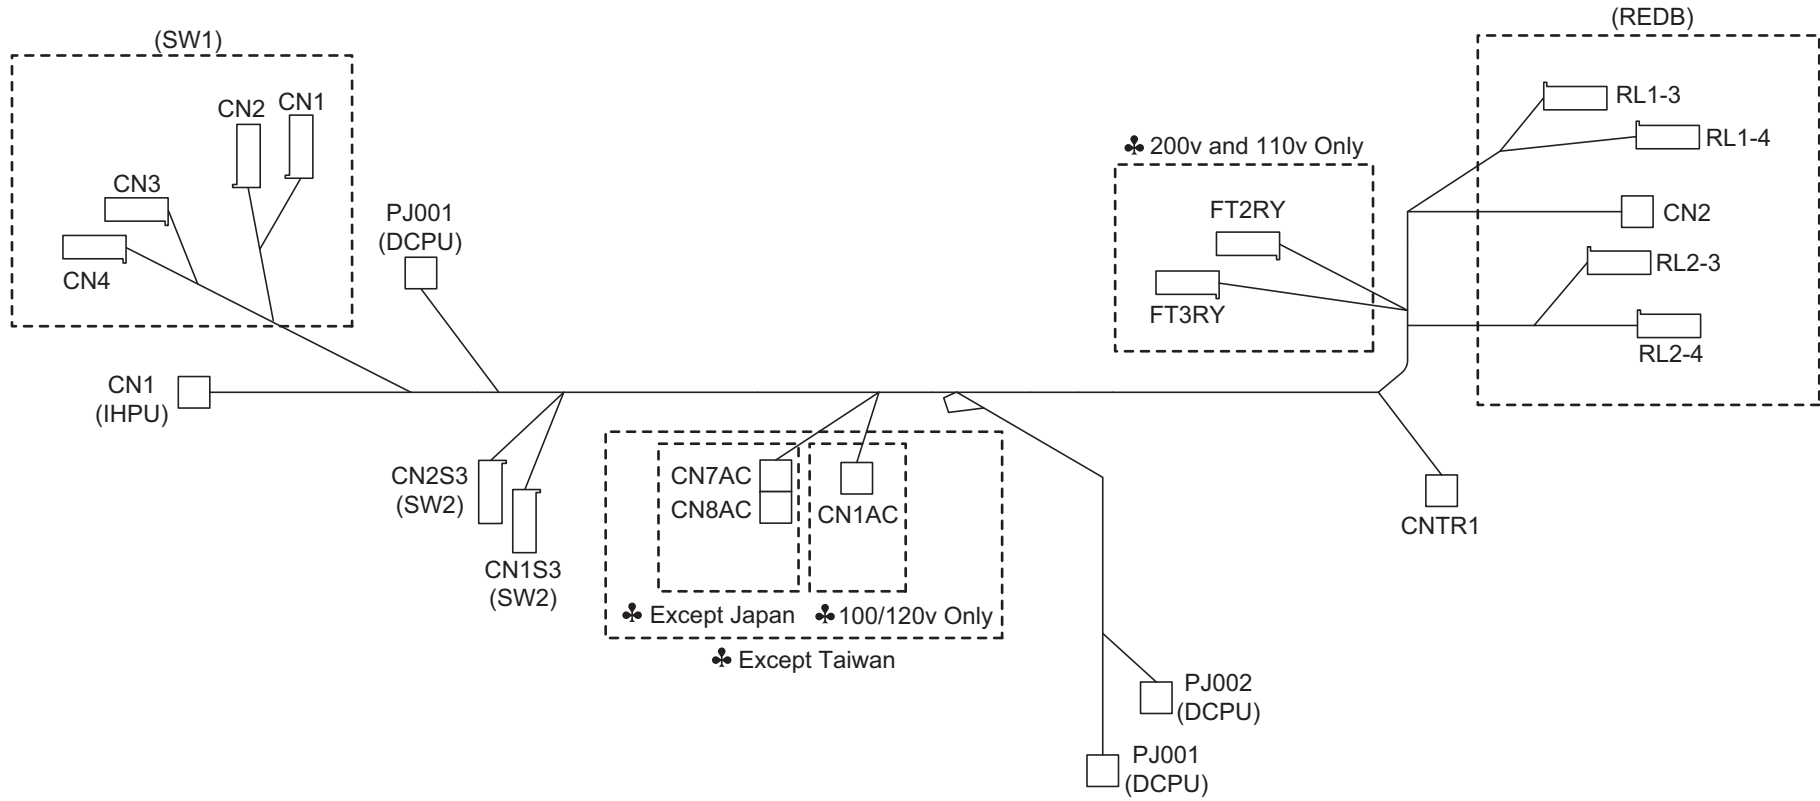 (REDB)
(SW1)
CN2
CN1
RL1-3
RL1-4
♣ 200v and 110v Only
CN3
PJ001
(DCPU)
FT2RY
CN2
CN4
RL2-3
FT3RY
RL2-4
CN1
(IHPU)
CN2S3
(SW2)
CN7AC
CN8AC
CN1AC
CNTR1
CN1S3
(SW2)
♣ Except Japan
♣ 100/120v Only
♣ Except Taiwan
PJ002
(DCPU)
PJ001
(DCPU)